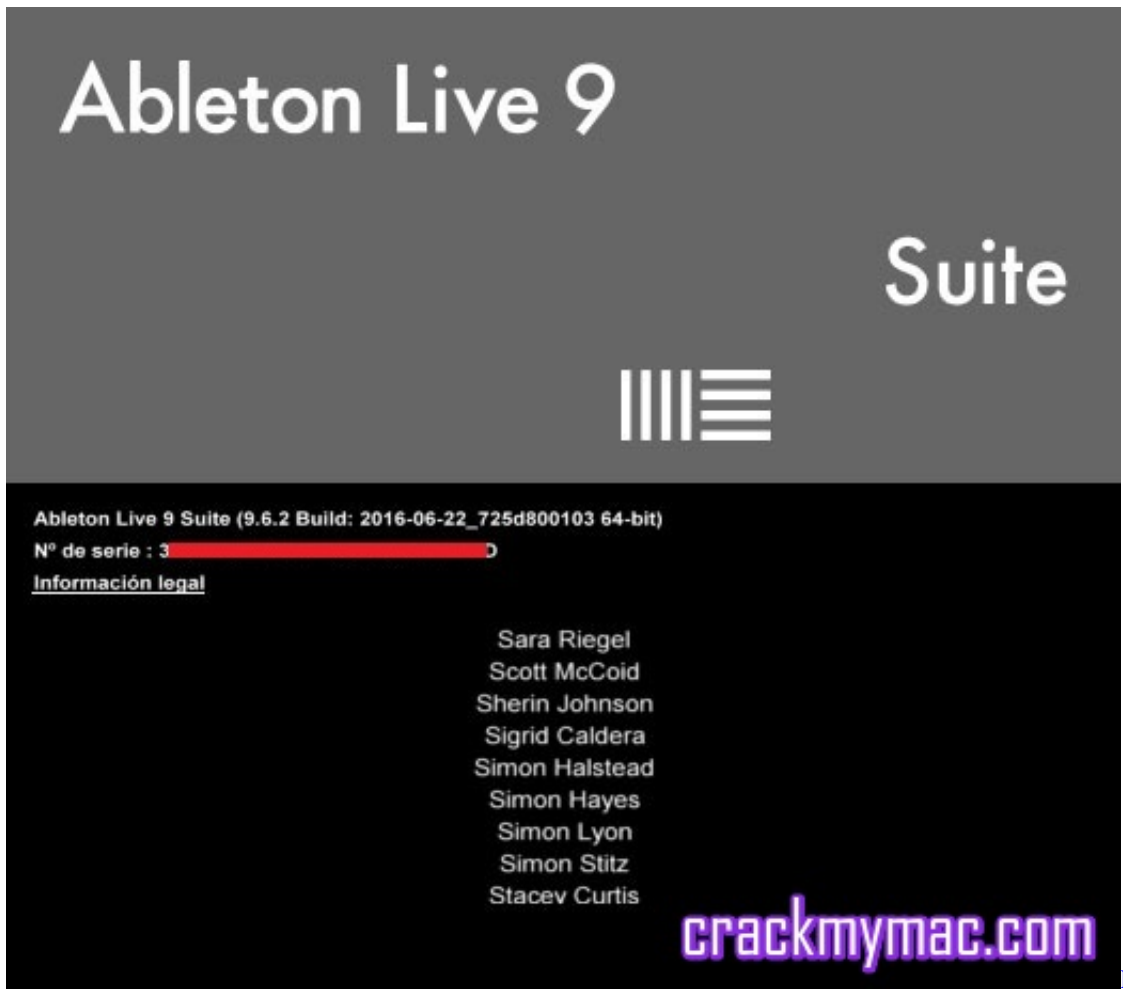 Ableton Live 9
Suite
Ableton Live 9 Suite (9.6.2 Build: 2016-06-22_725d800103 64-bit)
Nº de serie : 3 D
Información legal
Sara Riegel
Scott McCoid
Sherin Johnson
Sigrid Caldera
Simon Halstead
Simon Hayes
Simon Lyon
Simon Stitz
Stacey Curtis
crackmymac.com